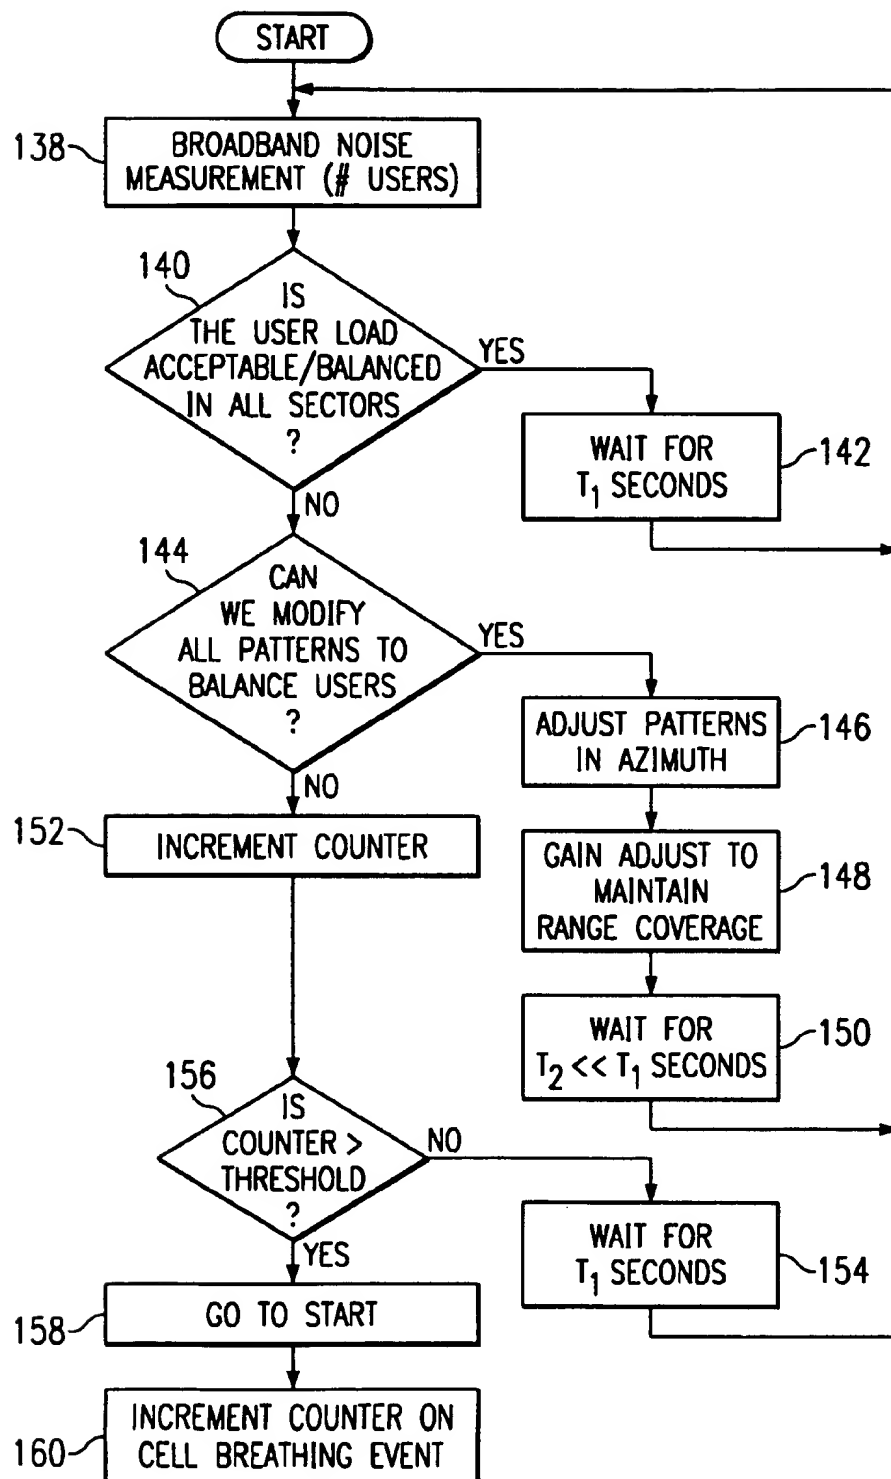 START
138
BROADBAND NOISE
MEASUREMENT (# USERS)
140
IS
THE USER LOAD
ACCEPTABLE/BALANCED
IN ALL SECTORS
?
YES
NO
WAIT FOR
T1 SECONDS
142
144
CAN
WE MODIFY
ALL PATTERNS TO
BALANCE USERS
?
YES
NO
ADJUST PATTERNS
IN AZIMUTH
146
GAIN ADJUST TO
MAINTAIN
RANGE COVERAGE
148
WAIT FOR
T2 << T1 SECONDS
150
152
INCREMENT COUNTER
156
IS
COUNTER >
THRESHOLD
?
NO
YES
WAIT FOR
T1 SECONDS
154
158
GO TO START
160
INCREMENT COUNTER ON
CELL BREATHING EVENT